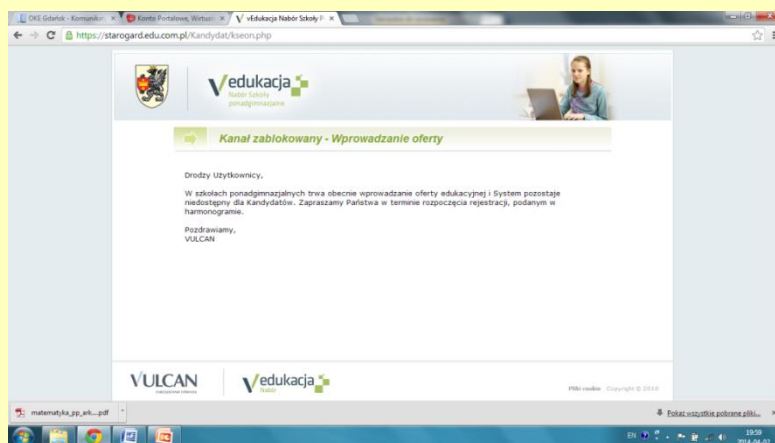 OKE Gdańsk - Komunikat
Konto Portalowe, Wirtual
vEdukacja Nabór Szkoły P
https://starogard.edu.com.pl/Kandydat/kseon.php
Vedukacja
Nabór Szkoły
ponadgimnazjalne
Kanał zablokowany - Wprowadzanie oferty
Drodzy Użytkownicy,
W szkołach ponadgimnazjalnych trwa obecnie wprowadzanie oferty edukacyjnej i System pozostaje
niedostępny dla Kandydatów. Zapraszamy Państwa w terminie rozpoczęcia rejestracji, podanym w
harmonogramie.
Pozdrawiamy,
VULCAN
VULCAN
Vedukacja
Nabór
Pliki cookie Copyright © 2010
matematyka_pp_ark....pdf
Pokaż wszystkie pobrane pliki...
EN
19:59
2014-04-02